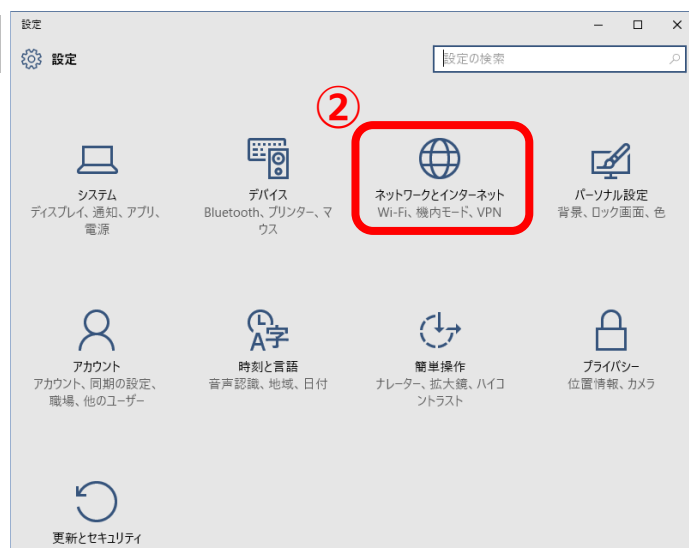 設定
設定
設定の検索
②
システム
ディスプレイ、通知、アプリ、
電源
デバイス
Bluetooth、プリンター、マ
ウス
ネットワークとインターネット
Wi-Fi、機内モード、VPN
パーソナル設定
背景、ロック画面、色
アカウント
アカウント、同期の設定、
職場、他のユーザー
A字
時刻と言語
音声認識、地域、日付
簡単操作
ナレーター、拡大鏡、ハイコ
ントラスト
プライバシー
位置情報、カメラ
更新とセキュリティ